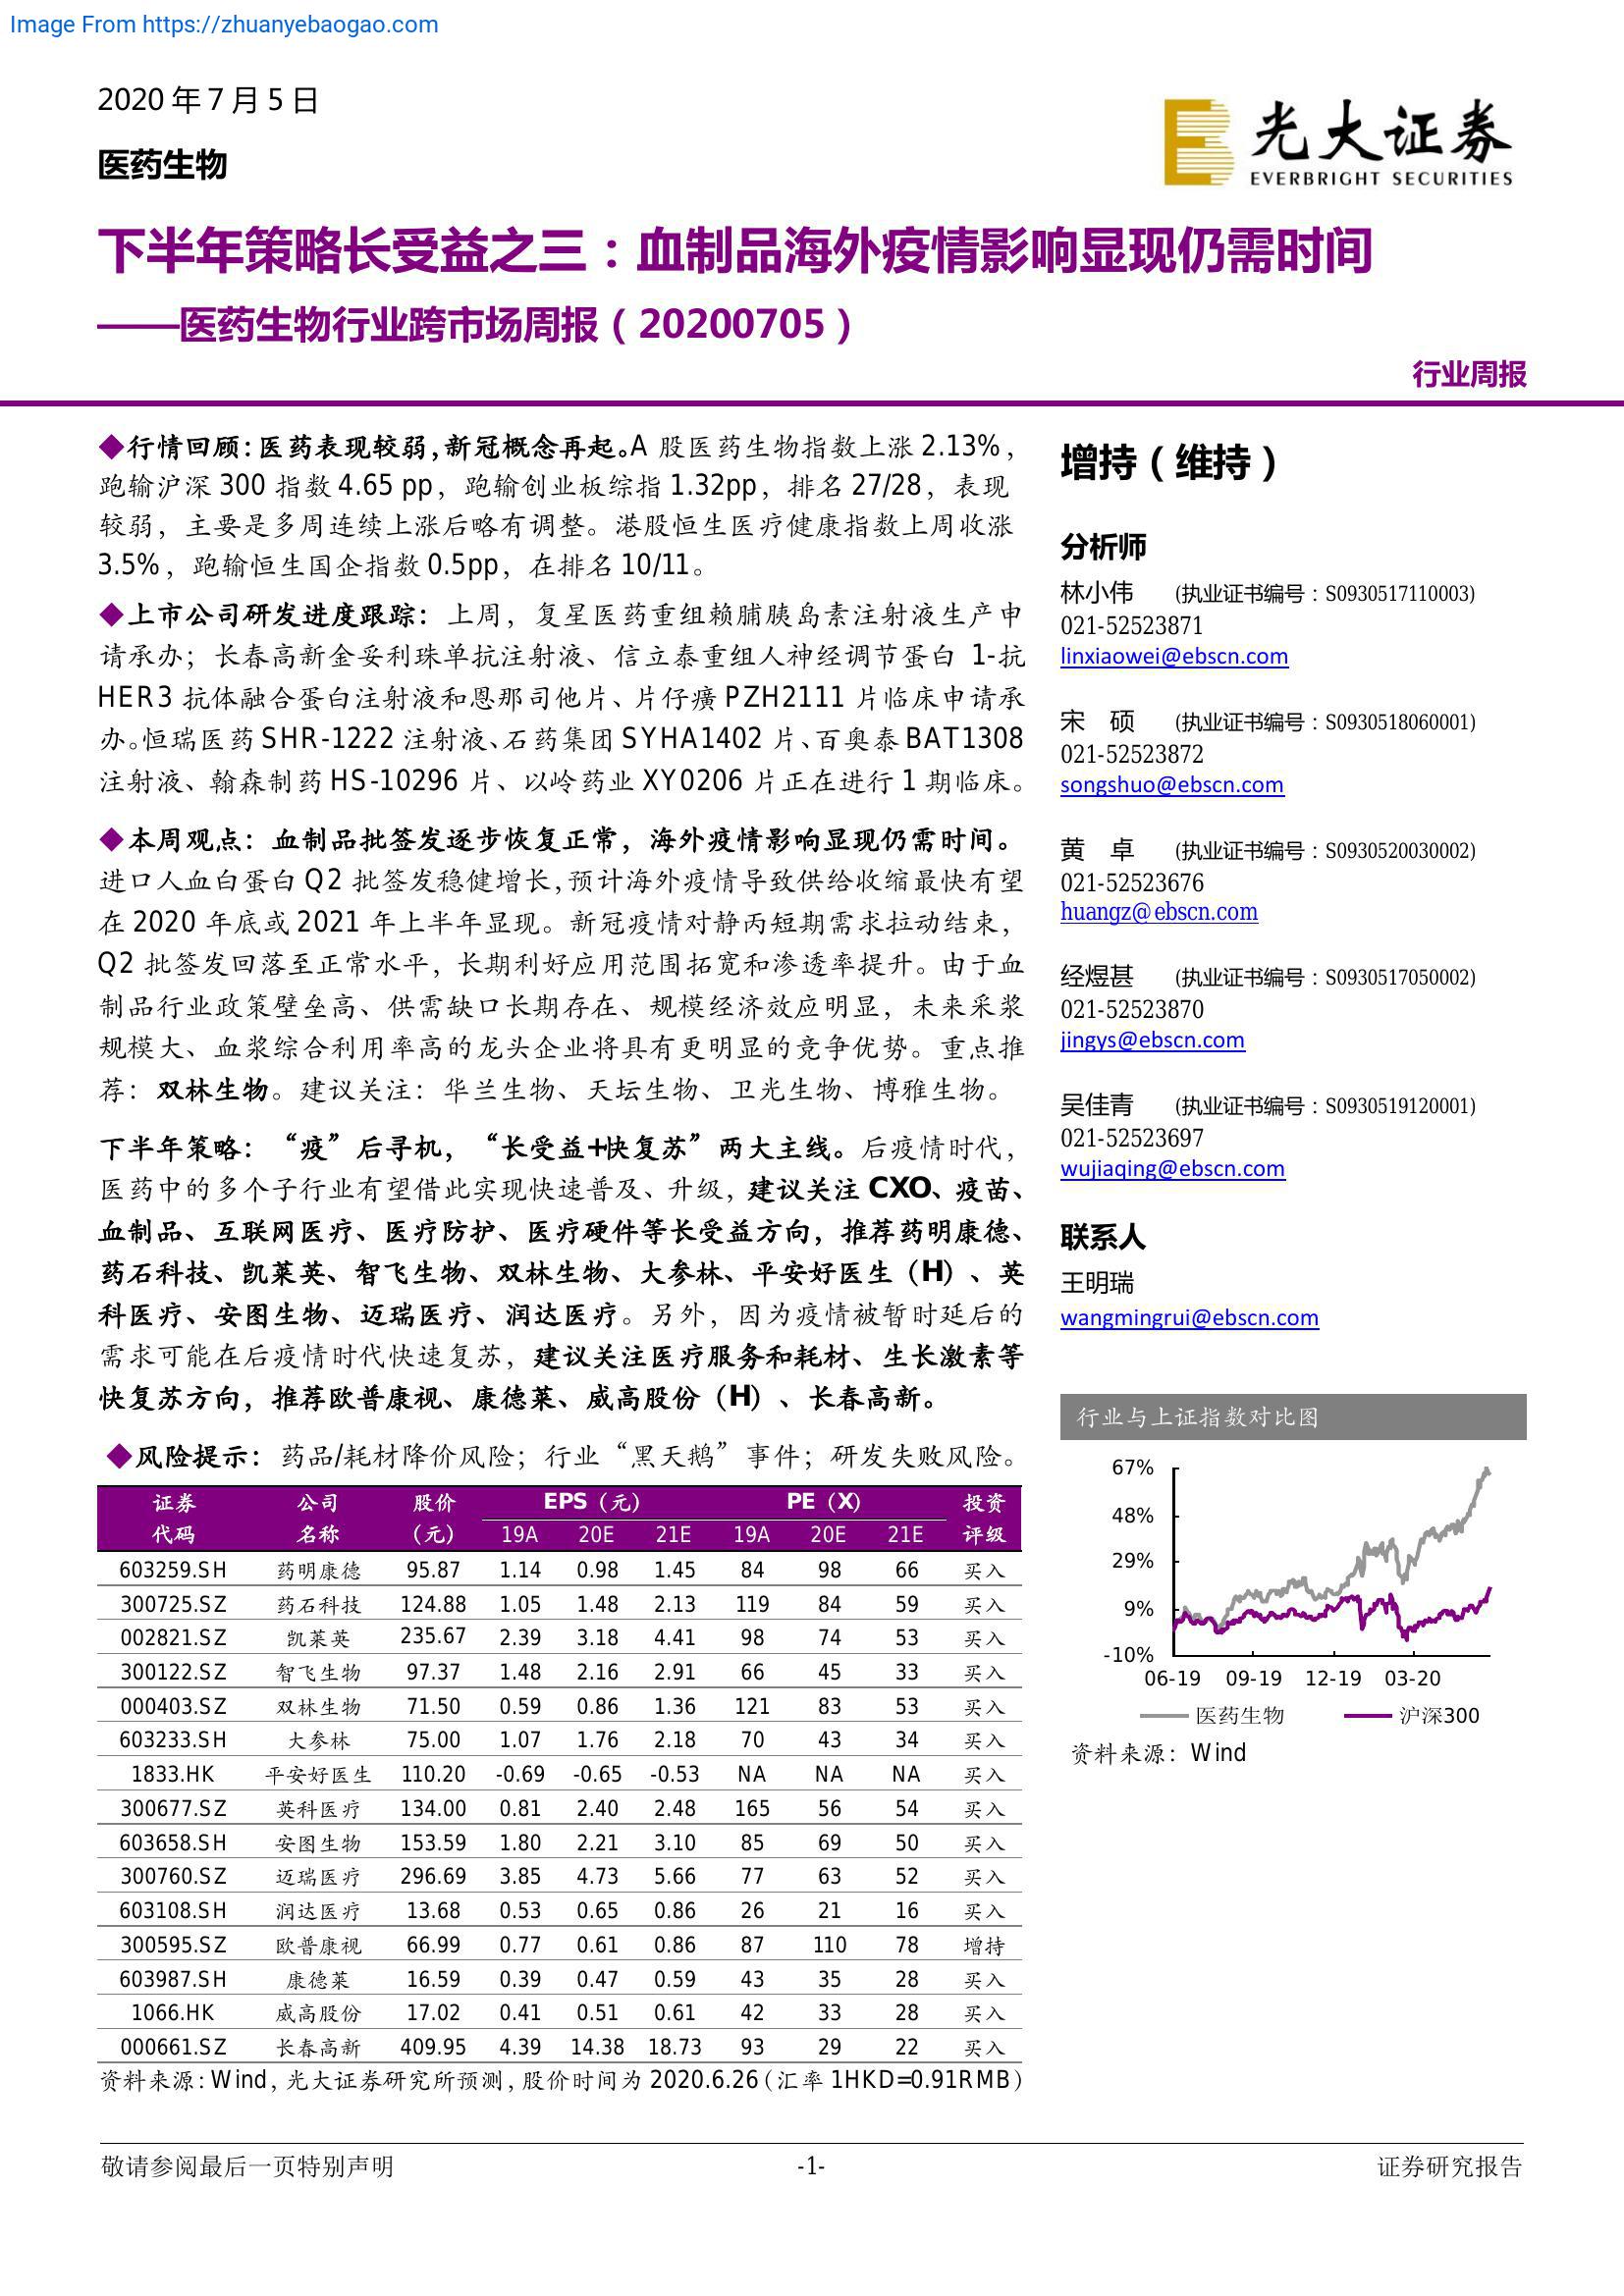 Image From https://zhuanyebaogao.com
2020 年 7 月 5 日
医药生物
光大证券
EVERBRIGHT SECURITIES
下半年策略长受益之三：血制品海外疫情影响显现仍需时间
——医药生物行业跨市场周报（20200705）
行业周报
◆行情回顾：医药表现较弱，新冠概念再起。A 股医药生物指数上涨 2.13%，
跑输沪深 300 指数 4.65 pp，跑输创业板综指 1.32pp，排名 27/28，表现
较弱，主要是多周连续上涨后略有调整。港股恒生医疗健康指数上周收涨
3.5%，跑输恒生国企指数 0.5pp，在排名 10/11。
◆上市公司研发进度跟踪：上周，复星医药重组赖脯胰岛素注射液生产申
请承办；长春高新金妥利珠单抗注射液、信立泰重组人神经调节蛋白 1-抗
HER3 抗体融合蛋白注射液和恩那司他片、片仔癀 PZH2111 片临床申请承
办。恒瑞医药 SHR-1222 注射液、石药集团 SYHA1402 片、百奥泰 BAT1308
注射液、翰森制药 HS-10296 片、以岭药业 XY0206 片正在进行 1 期临床。
◆本周观点：血制品批签发逐步恢复正常，海外疫情影响显现仍需时间。
进口人血白蛋白 Q2 批签发稳健增长，预计海外疫情导致供给收缩最快有望
在 2020 年底或 2021 年上半年显现。新冠疫情对静丙短期需求拉动结束，
Q2 批签发回落至正常水平，长期利好应用范围拓宽和渗透率提升。由于血
制品行业政策壁垒高、供需缺口长期存在、规模经济效应明显，未来采浆
规模大、血浆综合利用率高的龙头企业将具有更明显的竞争优势。重点推
荐：双林生物。建议关注：华兰生物、天坛生物、卫光生物、博雅生物。
下半年策略：“疫”后寻机，“长受益+快复苏”两大主线。后疫情时代，
医药中的多个子行业有望借此实现快速普及、升级，建议关注 CXO、疫苗、
血制品、互联网医疗、医疗防护、医疗硬件等长受益方向，推荐药明康德、
药石科技、凯莱英、智飞生物、双林生物、大参林、平安好医生（H）、英
科医疗、安图生物、迈瑞医疗、润达医疗。另外，因为疫情被暂时延后的
需求可能在后疫情时代快速复苏，建议关注医疗服务和耗材、生长激素等
快复苏方向，推荐欧普康视、康德莱、威高股份（H）、长春高新。
◆风险提示：药品/耗材降价风险；行业“黑天鹅”事件；研发失败风险。
证券 公司 股价 EPS（元） PE（X） 投资
代码 名称 （元） 19A 20E 21E 19A 20E 21E 评级
603259.SH 药明康德 95.87 1.14 0.98 1.45 84 98 66 买入
300725.SZ 药石科技 124.88 1.05 1.48 2.13 119 84 59 买入
002821.SZ 凯莱英 235.67 2.39 3.18 4.41 98 74 53 买入
300122.SZ 智飞生物 97.37 1.48 2.16 2.91 66 45 33 买入
000403.SZ 双林生物 71.50 0.59 0.86 1.36 121 83 53 买入
603233.SH 大参林 75.00 1.07 1.76 2.18 70 43 34 买入
1833.HK 平安好医生 110.20 -0.69 -0.65 -0.53 NA NA NA 买入
300677.SZ 英科医疗 134.00 0.81 2.40 2.48 165 56 54 买入
603658.SH 安图生物 153.59 1.80 2.21 3.10 85 69 50 买入
300760.SZ 迈瑞医疗 296.69 3.85 4.73 5.66 77 63 52 买入
603108.SH 润达医疗 13.68 0.53 0.65 0.86 26 21 16 买入
300595.SZ 欧普康视 66.99 0.77 0.61 0.86 87 110 78 增持
603987.SH 康德莱 16.59 0.39 0.47 0.59 43 35 28 买入
1066.HK 威高股份 17.02 0.41 0.51 0.61 42 33 28 买入
000661.SZ 长春高新 409.95 4.39 14.38 18.73 93 29 22 买入
资料来源：Wind，光大证券研究所预测，股价时间为 2020.6.26（汇率 1HKD=0.91RMB）
增持（维持）
分析师
林小伟 (执业证书编号：S0930517110003)
021-52523871
linxiaowei@ebscn.com
宋 硕 (执业证书编号：S0930518060001)
021-52523872
songshuo@ebscn.com
黄 卓 (执业证书编号：S0930520030002)
021-52523676
huangz@ebscn.com
经煜甚 (执业证书编号：S0930517050002)
021-52523870
jingys@ebscn.com
吴佳青 (执业证书编号：S0930519120001)
021-52523697
wujiaqing@ebscn.com
联系人
王明瑞
wangmingrui@ebscn.com
行业与上证指数对比图
67%
48%
29%
9%
-10%
06-19 09-19 12-19 03-20
医药生物 沪深300
资料来源：Wind
敬请参阅最后一页特别声明 -1- 证券研究报告